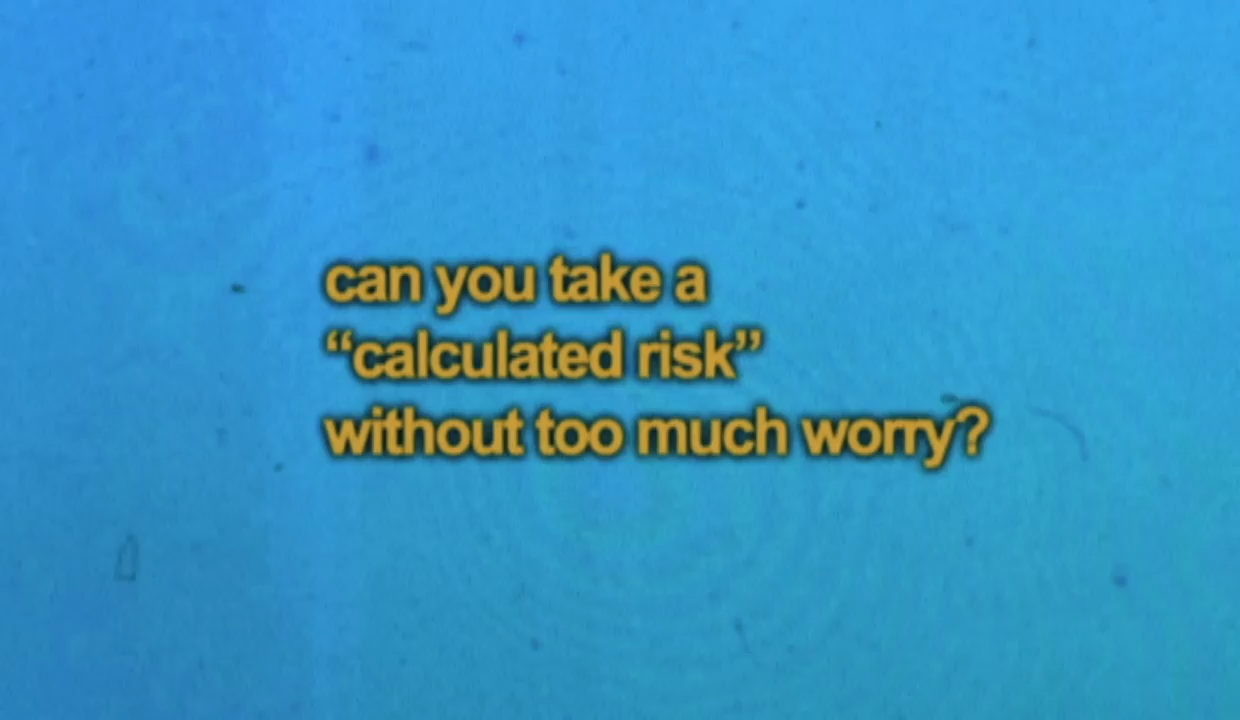 can you take a
“calculated risk”
without too much worry?